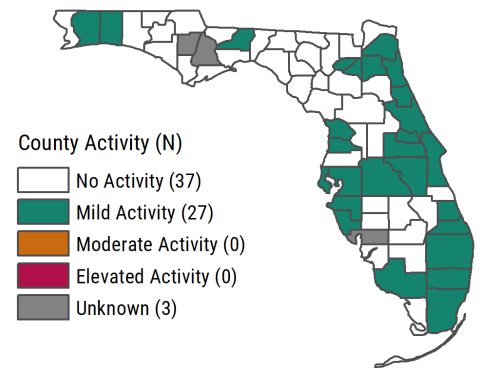 County Activity (N)
No Activity (37)
Mild Activity (27)
Moderate Activity (0)
Elevated Activity (0)
Unknown (3)